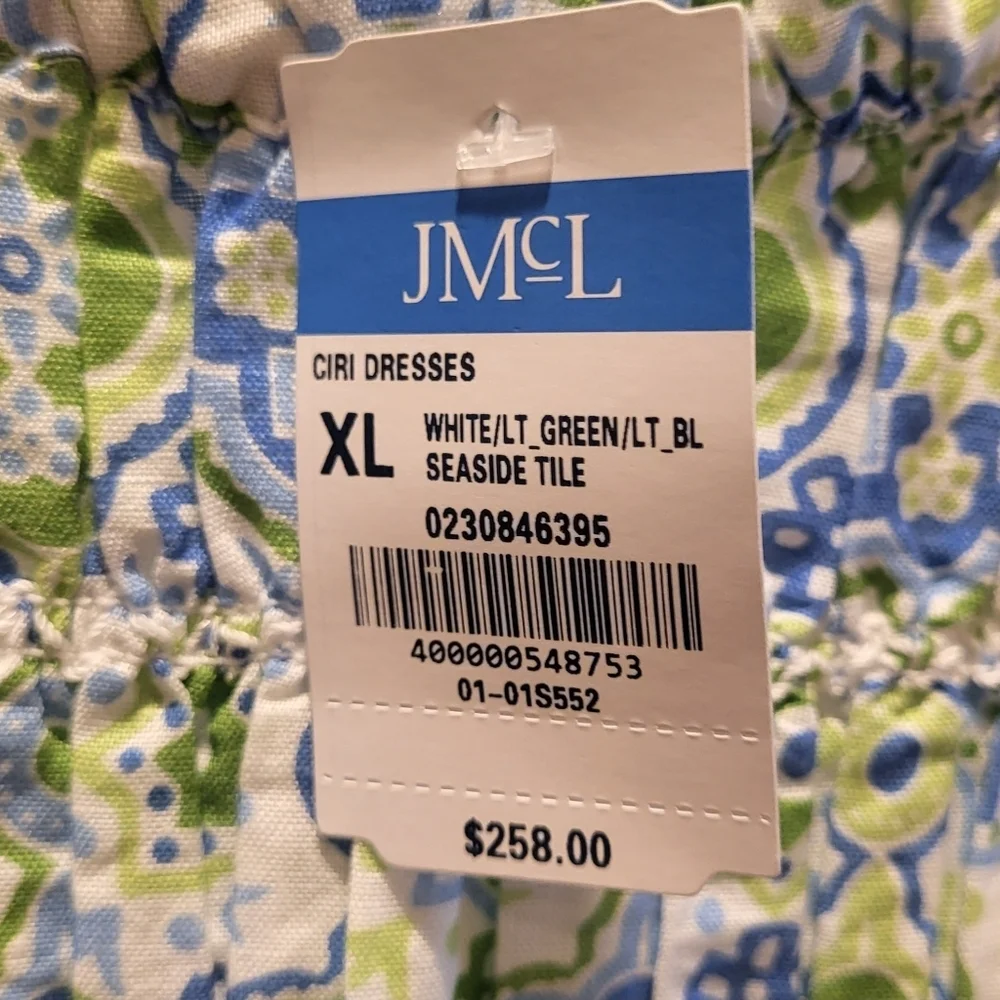 JMcL
CIRI DRESSES
XL
WHITE/LT_GREEN/LT_BL
SEASIDE TILE
0230846395
400000548753
01-01S552
$258.00